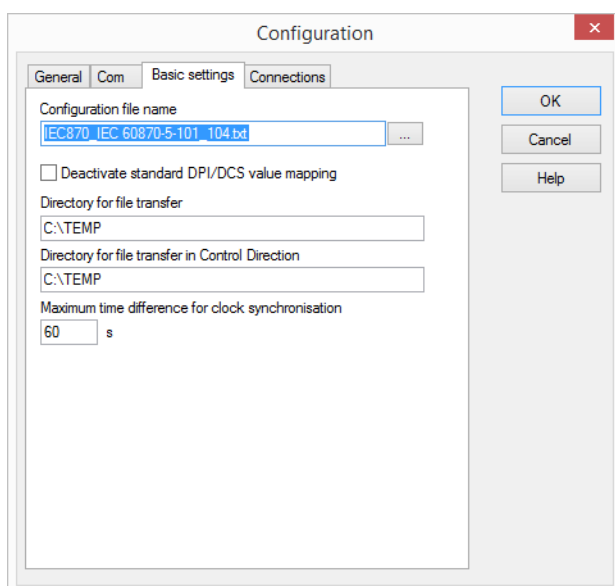 Configuration
General Com Basic settings Connections
Configuration file name
IEC870_IEC 60870-5-101_104.txt ...
Deactivate standard DPI/DCS value mapping
Directory for file transfer
C:\TEMP
Directory for file transfer in Control Direction
C:\TEMP
Maximum time difference for clock synchronisation
60 s
OK
Cancel
Help